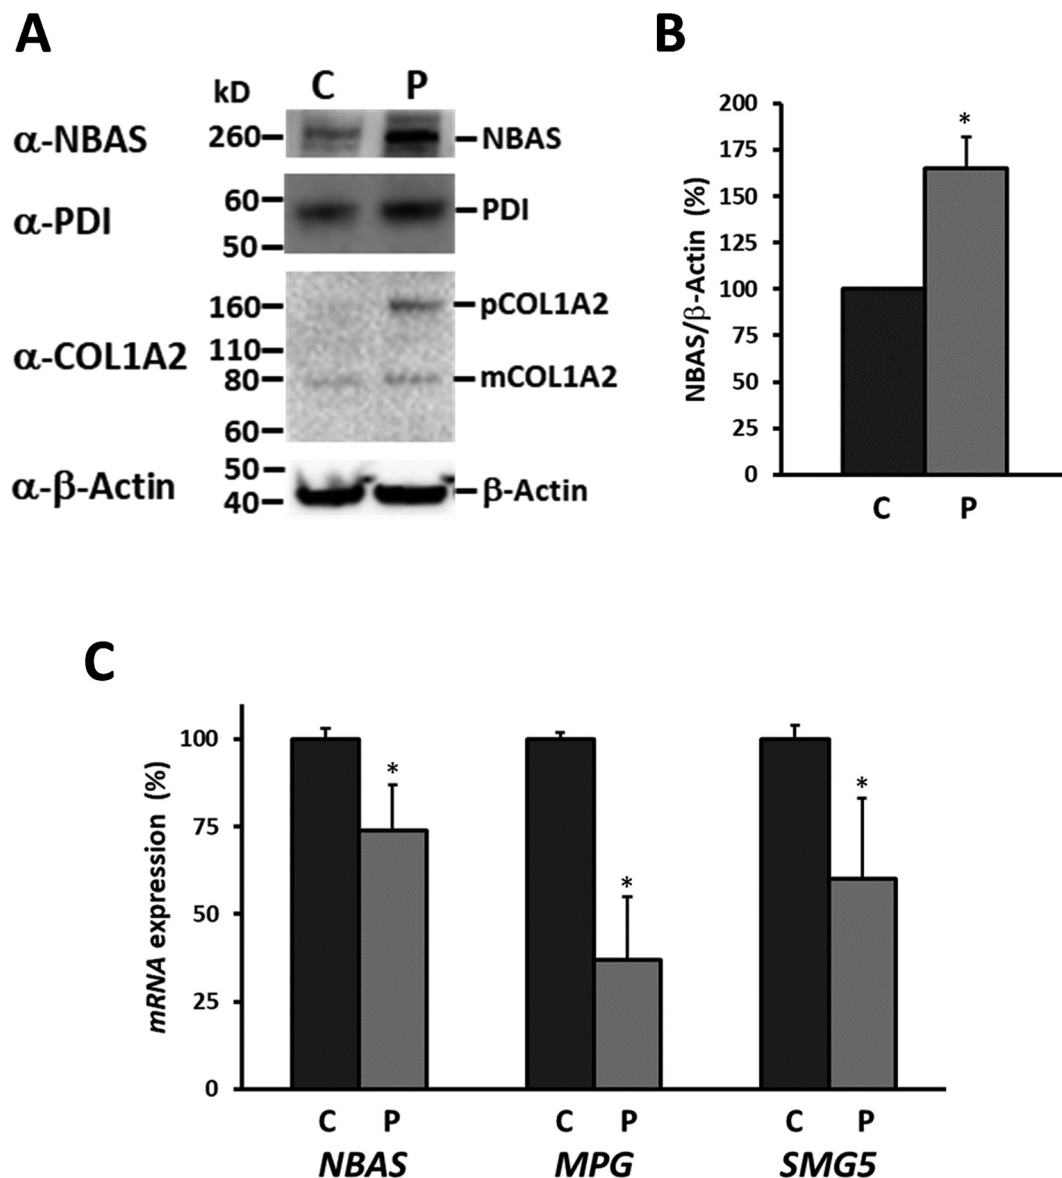 A
kD C P
α-NBAS 260 NBAS
α-PDI 60 50 PDI
α-COL1A2 160 110 80 60 pCOL1A2 mCOL1A2
α-β-Actin 50 40 β-Actin
B
NBAS/β-Actin (%)
200
175
150
125
100
75
50
25
0
*
C P
C
mRNA expression (%)
100
75
50
25
0
* * *
C P C P C P
NBAS MPG SMG5